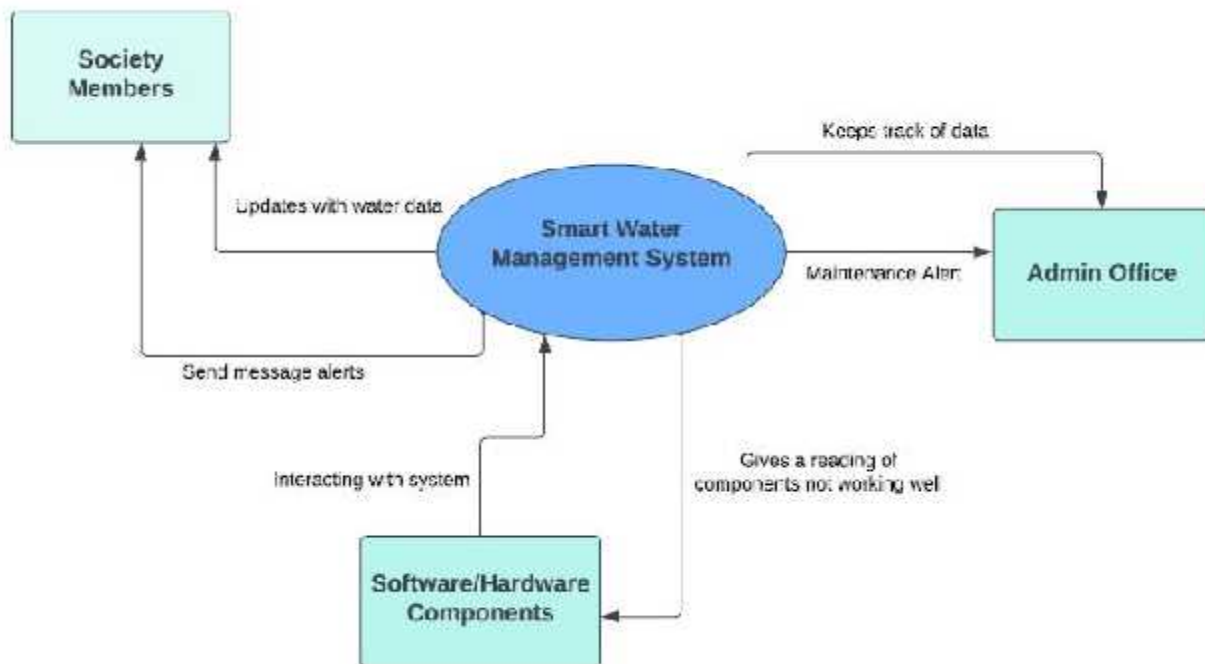 Society
Members
Keeps track of data
Updates with water data
Smart Water
Management System
Maintenance Alert
Admin Office
Send message alerts
Interacting with system
Gives a reading of
components not working well
Software/Hardware
Components